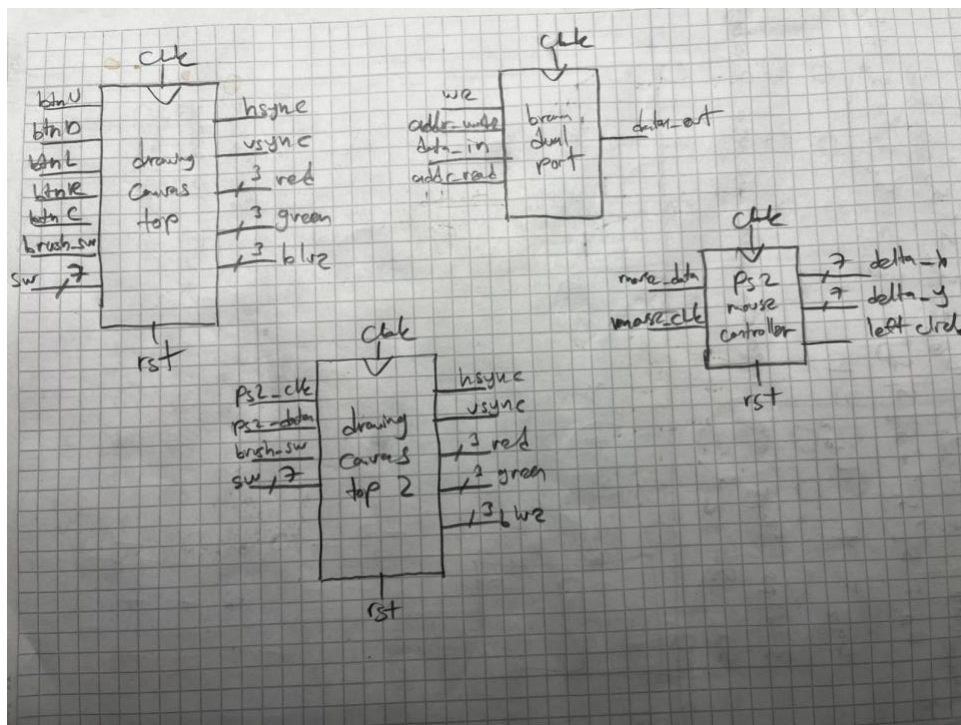 clk
btnU
btnD
btnL
btnR
btnC
brush_sw
sw 7
drawing
canvas
top
hsync
vsync
3 red
3 green
3 blue
rst
clk
we
addr_write
data_in
addr_read
bram
dual
port
data_out
clk
mouse_data
mouse_clk
ps2
mouse
controller
7 delta_x
7 delta_y
left click
rst
clk
ps2_clk
ps2_data
brush_sw
sw 7
drawing
canvas
top 2
hsync
vsync
3 red
green
3 blue
rst